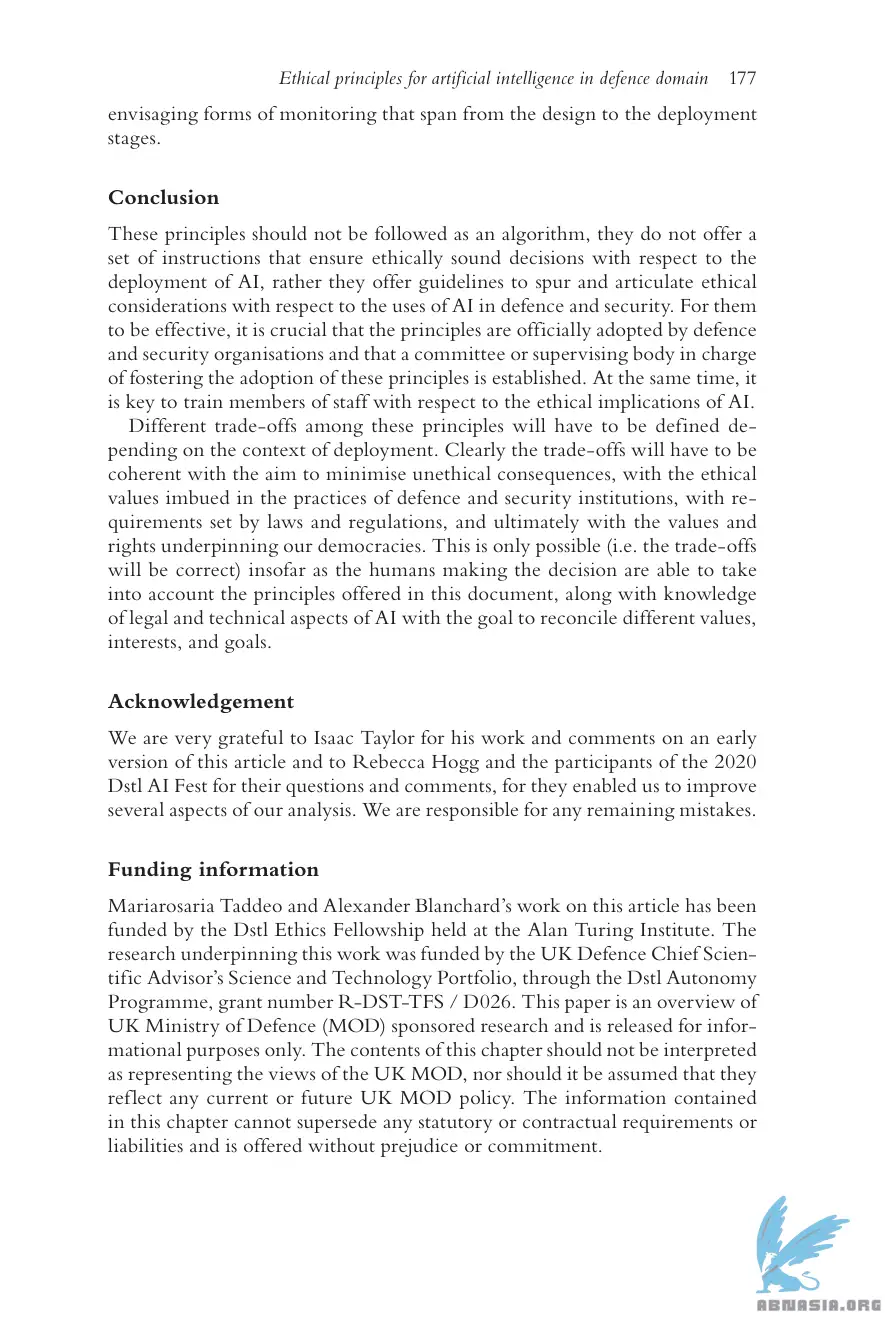 Ethical principles for artificial intelligence in defence domain 177
envisaging forms of monitoring that span from the design to the deployment
stages.
Conclusion
These principles should not be followed as an algorithm, they do not offer a
set of instructions that ensure ethically sound decisions with respect to the
deployment of AI, rather they offer guidelines to spur and articulate ethical
considerations with respect to the uses of AI in defence and security. For them
to be effective, it is crucial that the principles are officially adopted by defence
and security organisations and that a committee or supervising body in charge
of fostering the adoption of these principles is established. At the same time, it
is key to train members of staff with respect to the ethical implications of AI.
Different trade-offs among these principles will have to be defined de-
pending on the context of deployment. Clearly the trade-offs will have to be
coherent with the aim to minimise unethical consequences, with the ethical
values imbued in the practices of defence and security institutions, with re-
quirements set by laws and regulations, and ultimately with the values and
rights underpinning our democracies. This is only possible (i.e. the trade-offs
will be correct) insofar as the humans making the decision are able to take
into account the principles offered in this document, along with knowledge
of legal and technical aspects of AI with the goal to reconcile different values,
interests, and goals.
Acknowledgement
We are very grateful to Isaac Taylor for his work and comments on an early
version of this article and to Rebecca Hogg and the participants of the 2020
Dstl AI Fest for their questions and comments, for they enabled us to improve
several aspects of our analysis. We are responsible for any remaining mistakes.
Funding information
Mariarosaria Taddeo and Alexander Blanchard's work on this article has been
funded by the Dstl Ethics Fellowship held at the Alan Turing Institute. The
research underpinning this work was funded by the UK Defence Chief Scien-
tific Advisor's Science and Technology Portfolio, through the Dstl Autonomy
Programme, grant number R-DST-TFS / D026. This paper is an overview of
UK Ministry of Defence (MOD) sponsored research and is released for infor-
mational purposes only. The contents of this chapter should not be interpreted
as representing the views of the UK MOD, nor should it be assumed that they
reflect any current or future UK MOD policy. The information contained
in this chapter cannot supersede any statutory or contractual requirements or
liabilities and is offered without prejudice or commitment.
ABNASIA.ORG